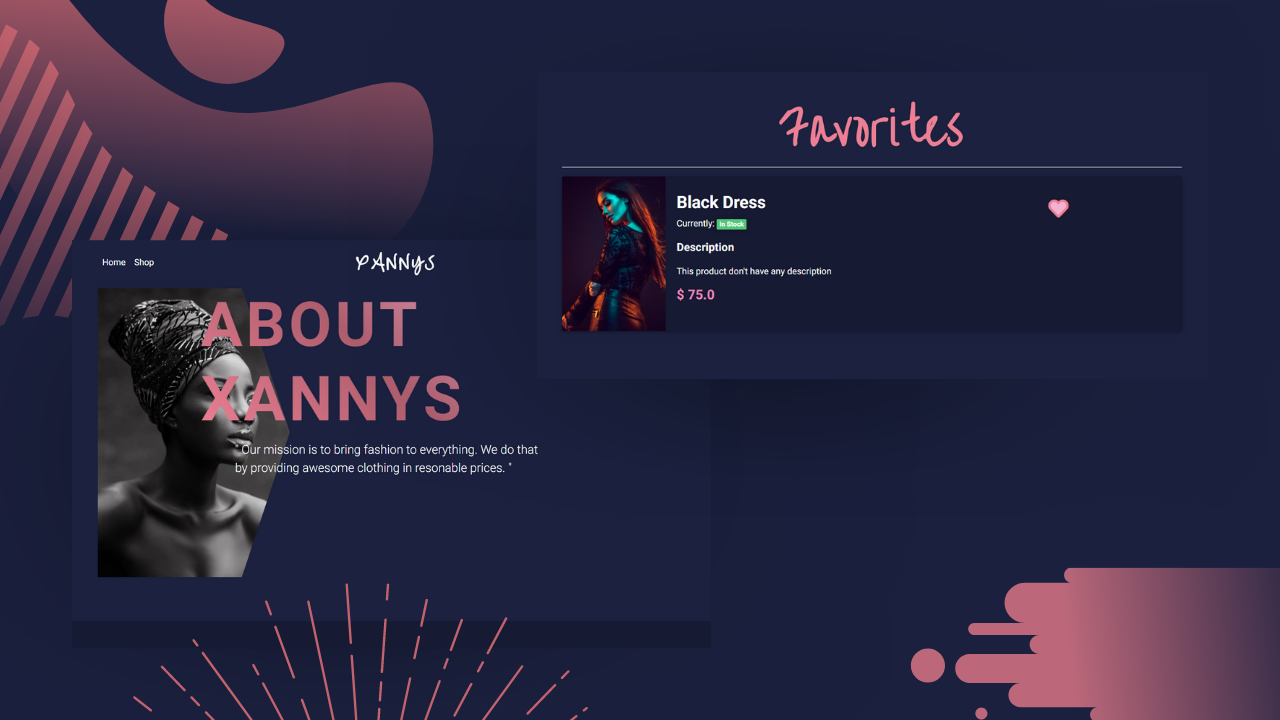 Favorites
Black Dress
Currently: In Stock
Description
This product don't have any description
$ 75.0
Home Shop
XANNYS
ABOUT
XANNYS
" Our mission is to bring fashion to everything. We do that
by providing awesome clothing in resonable prices. "